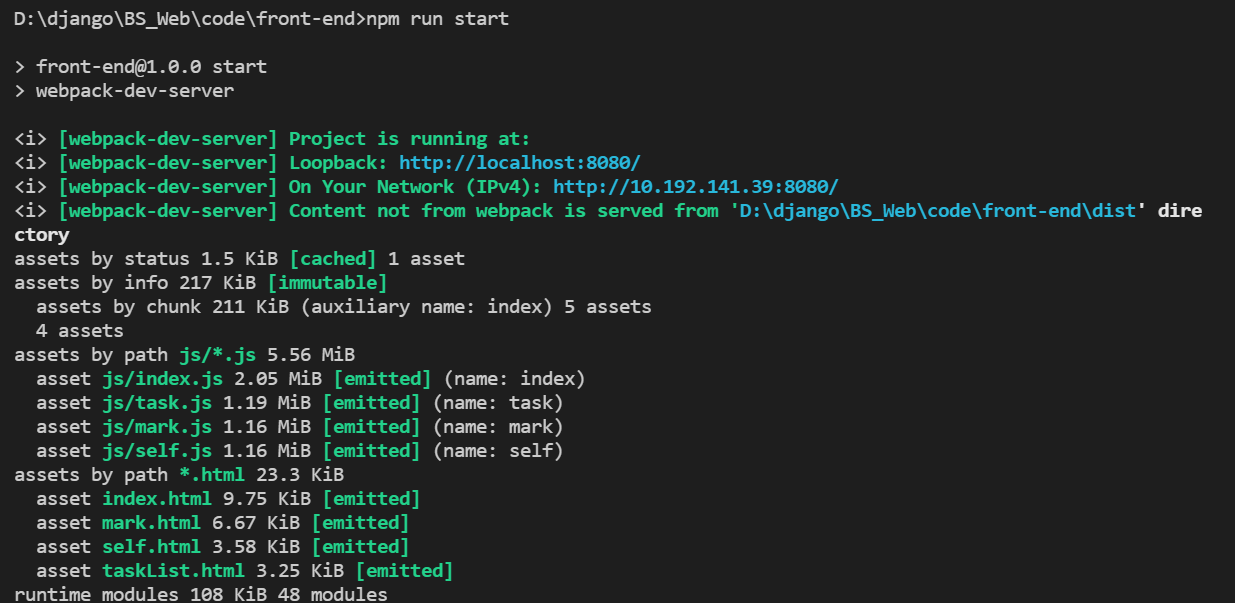 D:\django\BS_Web\code\front-end>npm run start
> front-end@1.0.0 start
> webpack-dev-server
<i> [webpack-dev-server] Project is running at:
<i> [webpack-dev-server] Loopback: http://localhost:8080/
<i> [webpack-dev-server] On Your Network (IPv4): http://10.192.141.39:8080/
<i> [webpack-dev-server] Content not from webpack is served from 'D:\django\BS_Web\code\front-end\dist' dire
ctory
assets by status 1.5 KiB [cached] 1 asset
assets by info 217 KiB [immutable]
  assets by chunk 211 KiB (auxiliary name: index) 5 assets
  4 assets
assets by path js/*.js 5.56 MiB
  asset js/index.js 2.05 MiB [emitted] (name: index)
  asset js/task.js 1.19 MiB [emitted] (name: task)
  asset js/mark.js 1.16 MiB [emitted] (name: mark)
  asset js/self.js 1.16 MiB [emitted] (name: self)
assets by path *.html 23.3 KiB
  asset index.html 9.75 KiB [emitted]
  asset mark.html 6.67 KiB [emitted]
  asset self.html 3.58 KiB [emitted]
  asset taskList.html 3.25 KiB [emitted]
runtime modules 108 KiB 48 modules